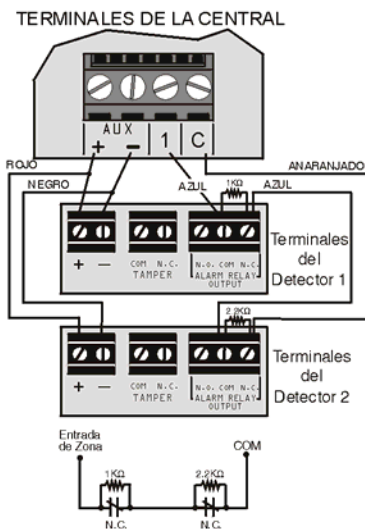 TERMINALES DE LA CENTRAL
AUX
+ − 1 C
ROJO
ANARANJADO
NEGRO
AZUL
1KΩ
AZUL
+ —
COM N.C.
TAMPER
N.O. COM N.C.
ALARM RELAY
OUTPUT
Terminales
del
Detector 1
2.2KΩ
+ —
COM N.C.
TAMPER
N.O. COM N.C.
ALARM RELAY
OUTPUT
Terminales
del
Detector 2
Entrada
de Zona
COM
1KΩ
2.2KΩ
N.C.
N.C.